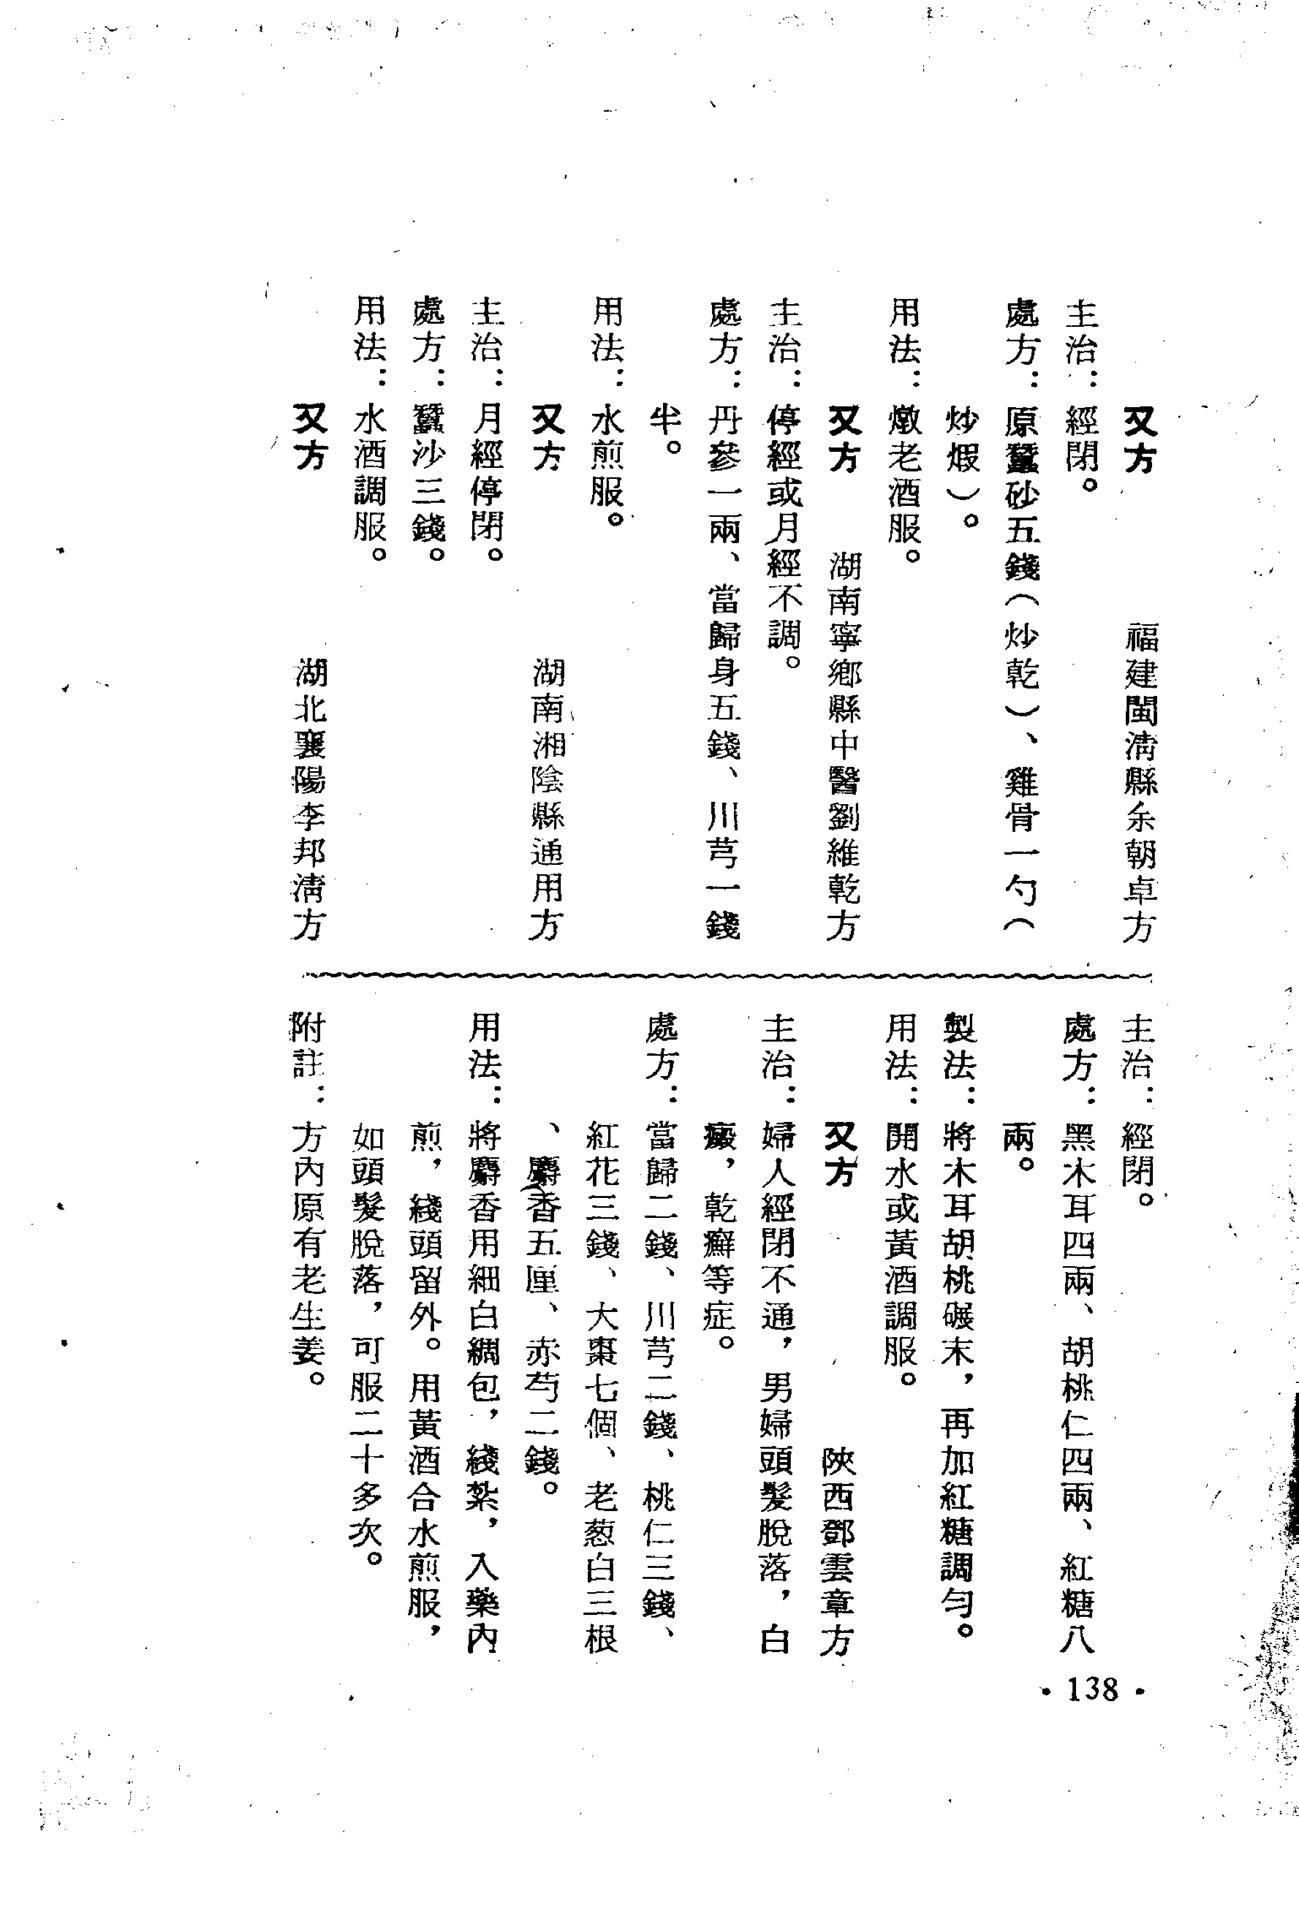 又方　福建閩清縣余朝卓方
主治：經閉。
處方：原蠶砂五錢（炒乾）、雞骨一勺（
炒煆）。
用法：燉老酒服。
又方　湖南寧鄉縣中醫劉維乾方
主治：停經或月經不調。
處方：丹參一兩、當歸身五錢、川芎一錢
半。
用法：水煎服。
又方　湖南湘陰縣通用方
主治：月經停閉。
處方：蠶沙三錢。
用法：水酒調服。
又方　湖北襄陽李邦清方
主治：經閉。
處方：黑木耳四兩、胡桃仁四兩、紅糖八
兩。
製法：將木耳胡桃碾末，再加紅糖調勻。
用法：開水或黃酒調服。
又方　陝西鄧雲章方
主治：婦人經閉不通，男婦頭髮脫落，白
癜，乾癬等症。
處方：當歸二錢、川芎二錢、桃仁三錢、
紅花三錢、大棗七個、老葱白三根
、麝香五厘、赤芍二錢。
用法：將麝香用細白綢包，綫紮，入藥內
煎，綫頭留外。用黃酒合水煎服，
如頭髮脫落，可服二十多次。
附註：方內原有老生姜。
· 138 ·